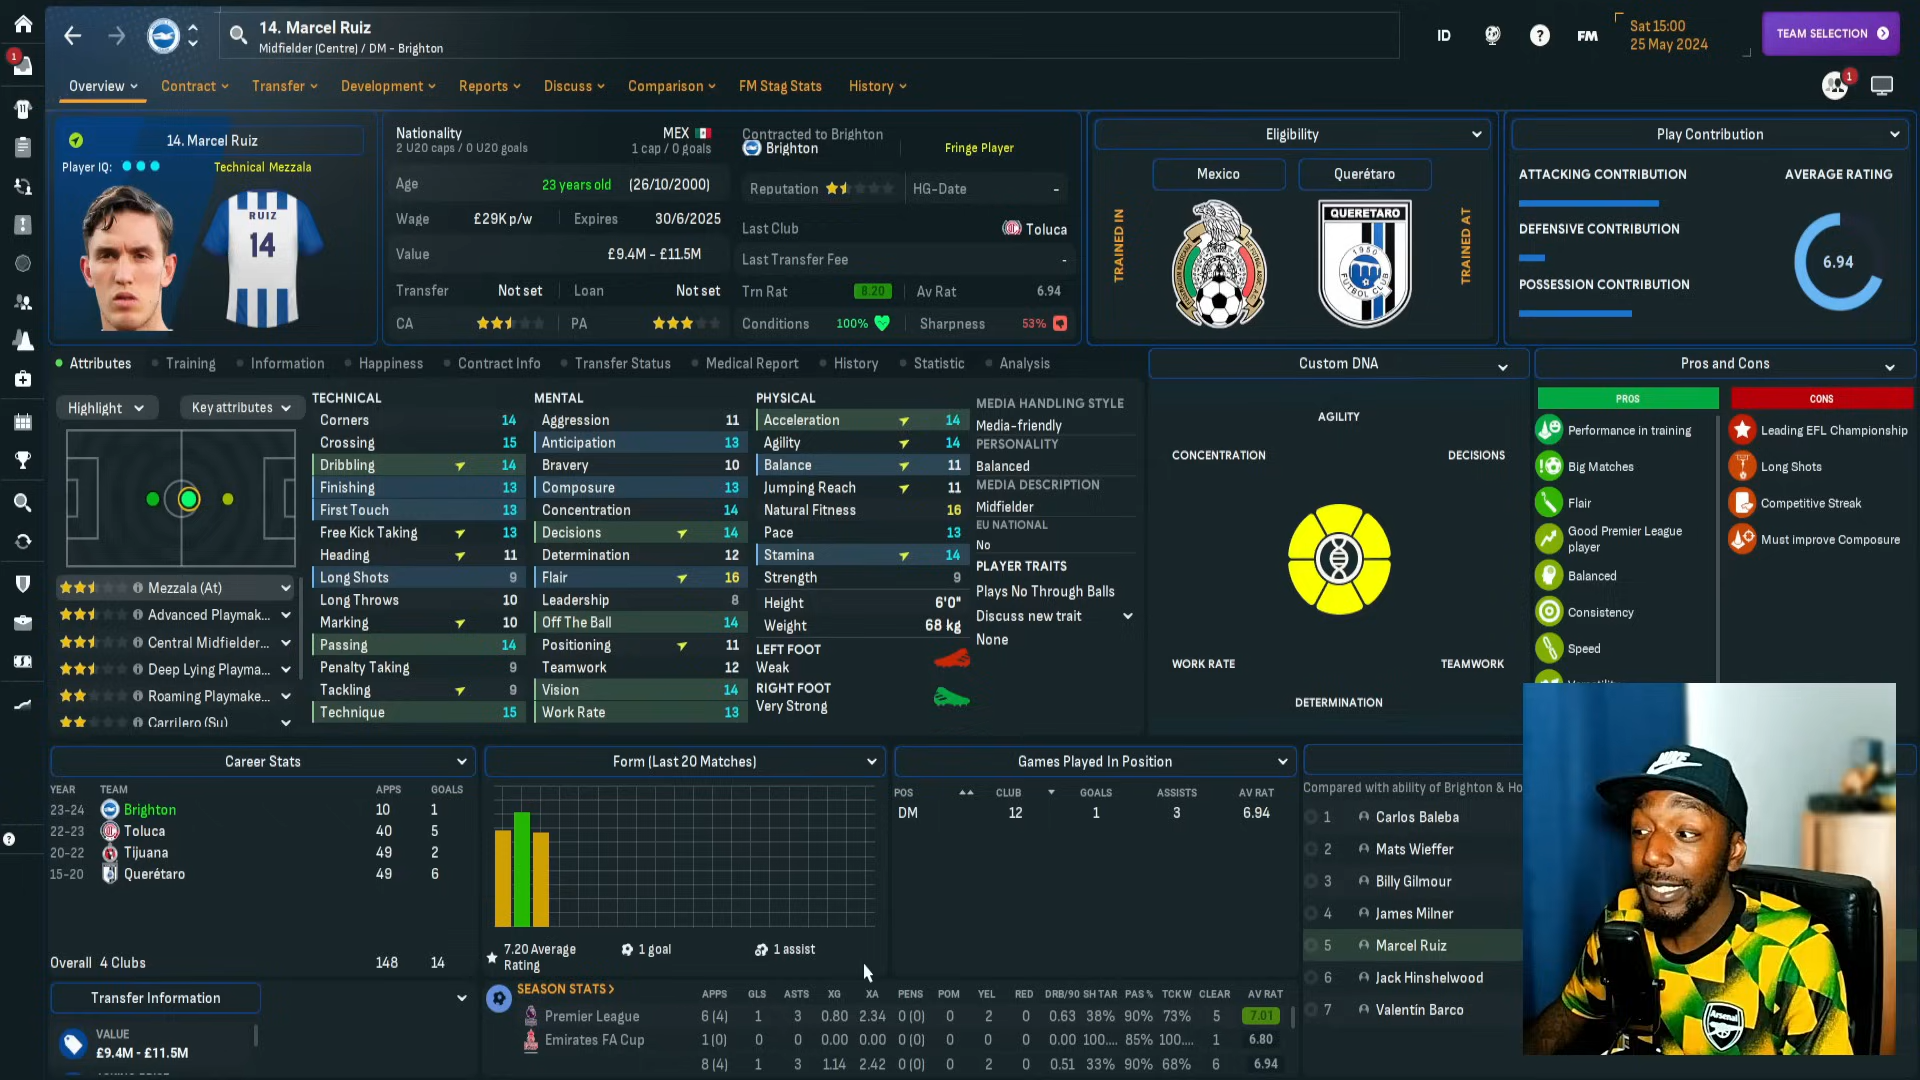 1
14. Marcel Ruiz
Midfielder (Centre) / DM - Brighton
ID
FM
Sat 15:00
25 May 2024
TEAM SELECTION
Overview
Contract
Transfer
Development
Reports
Discuss
Comparison
FM Stag Stats
History
1
14. Marcel Ruiz
Player IQ:
Technical Mezzala
RUIZ
14
Nationality
2 U20 caps / 0 U20 goals
MEX
1 cap / 0 goals
Age
23 years old (26/10/2000)
Wage £29K p/w Expires 30/6/2025
Value £9.4M - £11.5M
Transfer Not set Loan Not set
CA PA
Contracted to Brighton
Brighton
Fringe Player
Reputation HG-Date -
Last Club Toluca
Last Transfer Fee -
Trn Rat 8.20 Av Rat 6.94
Conditions 100% Sharpness 53%
Eligibility
Mexico
Querétaro
TRAINED IN
QUERETARO
1950
FUTBOL CLUB
TRAINED AT
Play Contribution
ATTACKING CONTRIBUTION
DEFENSIVE CONTRIBUTION
POSSESSION CONTRIBUTION
AVERAGE RATING
6.94
Attributes
Training
Information
Happiness
Contract Info
Transfer Status
Medical Report
History
Statistic
Analysis
Highlight
Key attributes
Mezzala (At)
Advanced Playmak...
Central Midfielder...
Deep Lying Playma...
Roaming Playmake...
Carrilero (Su)
TECHNICAL
Corners 14
Crossing 15
Dribbling 14
Finishing 13
First Touch 13
Free Kick Taking 13
Heading 11
Long Shots 9
Long Throws 10
Marking 10
Passing 14
Penalty Taking 9
Tackling 9
Technique 15
MENTAL
Aggression 11
Anticipation 13
Bravery 10
Composure 13
Concentration 14
Decisions 14
Determination 12
Flair 16
Leadership 8
Off The Ball 14
Positioning 11
Teamwork 12
Vision 14
Work Rate 13
PHYSICAL
Acceleration 14
Agility 14
Balance 11
Jumping Reach 11
Natural Fitness 16
Pace 13
Stamina 14
Strength 9
Height 6'0"
Weight 68 kg
LEFT FOOT
Weak
RIGHT FOOT
Very Strong
MEDIA HANDLING STYLE
Media-friendly
PERSONALITY
Balanced
MEDIA DESCRIPTION
Midfielder
EU NATIONAL
No
PLAYER TRAITS
Plays No Through Balls
Discuss new trait
None
Custom DNA
AGILITY
CONCENTRATION
DECISIONS
WORK RATE
TEAMWORK
DETERMINATION
Pros and Cons
PROS
Performance in training
Big Matches
Flair
Good Premier League
player
Balanced
Consistency
Speed
CONS
Leading EFL Championship
Long Shots
Competitive Streak
Must improve Composure
Career Stats
YEAR TEAM APPS GOALS
23-24 Brighton 10 1
22-23 Toluca 40 5
20-22 Tijuana 49 2
15-20 Querétaro 49 6
Overall 4 Clubs 148 14
Transfer Information
VALUE
£9.4M - £11.5M
Form (Last 20 Matches)
7.20 Average
Rating
1 goal
1 assist
SEASON STATS>
APPS GLS ASTS XG XA PENS POM YEL RED DRB/90 SH TAR PAS % TCK W CLEAR AV RAT
Premier League 6 (4) 1 3 0.80 2.34 0 (0) 0 2 0 0.63 38% 90% 73% 5 7.01
Emirates FA Cup 1 (0) 0 0 0.00 0.00 0 (0) 0 0 0 0.00 100.... 85% 100.... 1 6.80
8 (4) 1 3 1.14 2.42 0 (0) 0 2 0 0.51 33% 90% 68% 6 6.94
Games Played In Position
POS CLUB GOALS ASSISTS AV RAT
DM 12 1 3 6.94
Compared with ability of Brighton & Ho
1 Carlos Baleba
2 Mats Wieffer
3 Billy Gilmour
4 James Milner
5 Marcel Ruiz
6 Jack Hinshelwood
7 Valentín Barco
NIKE
Arsenal